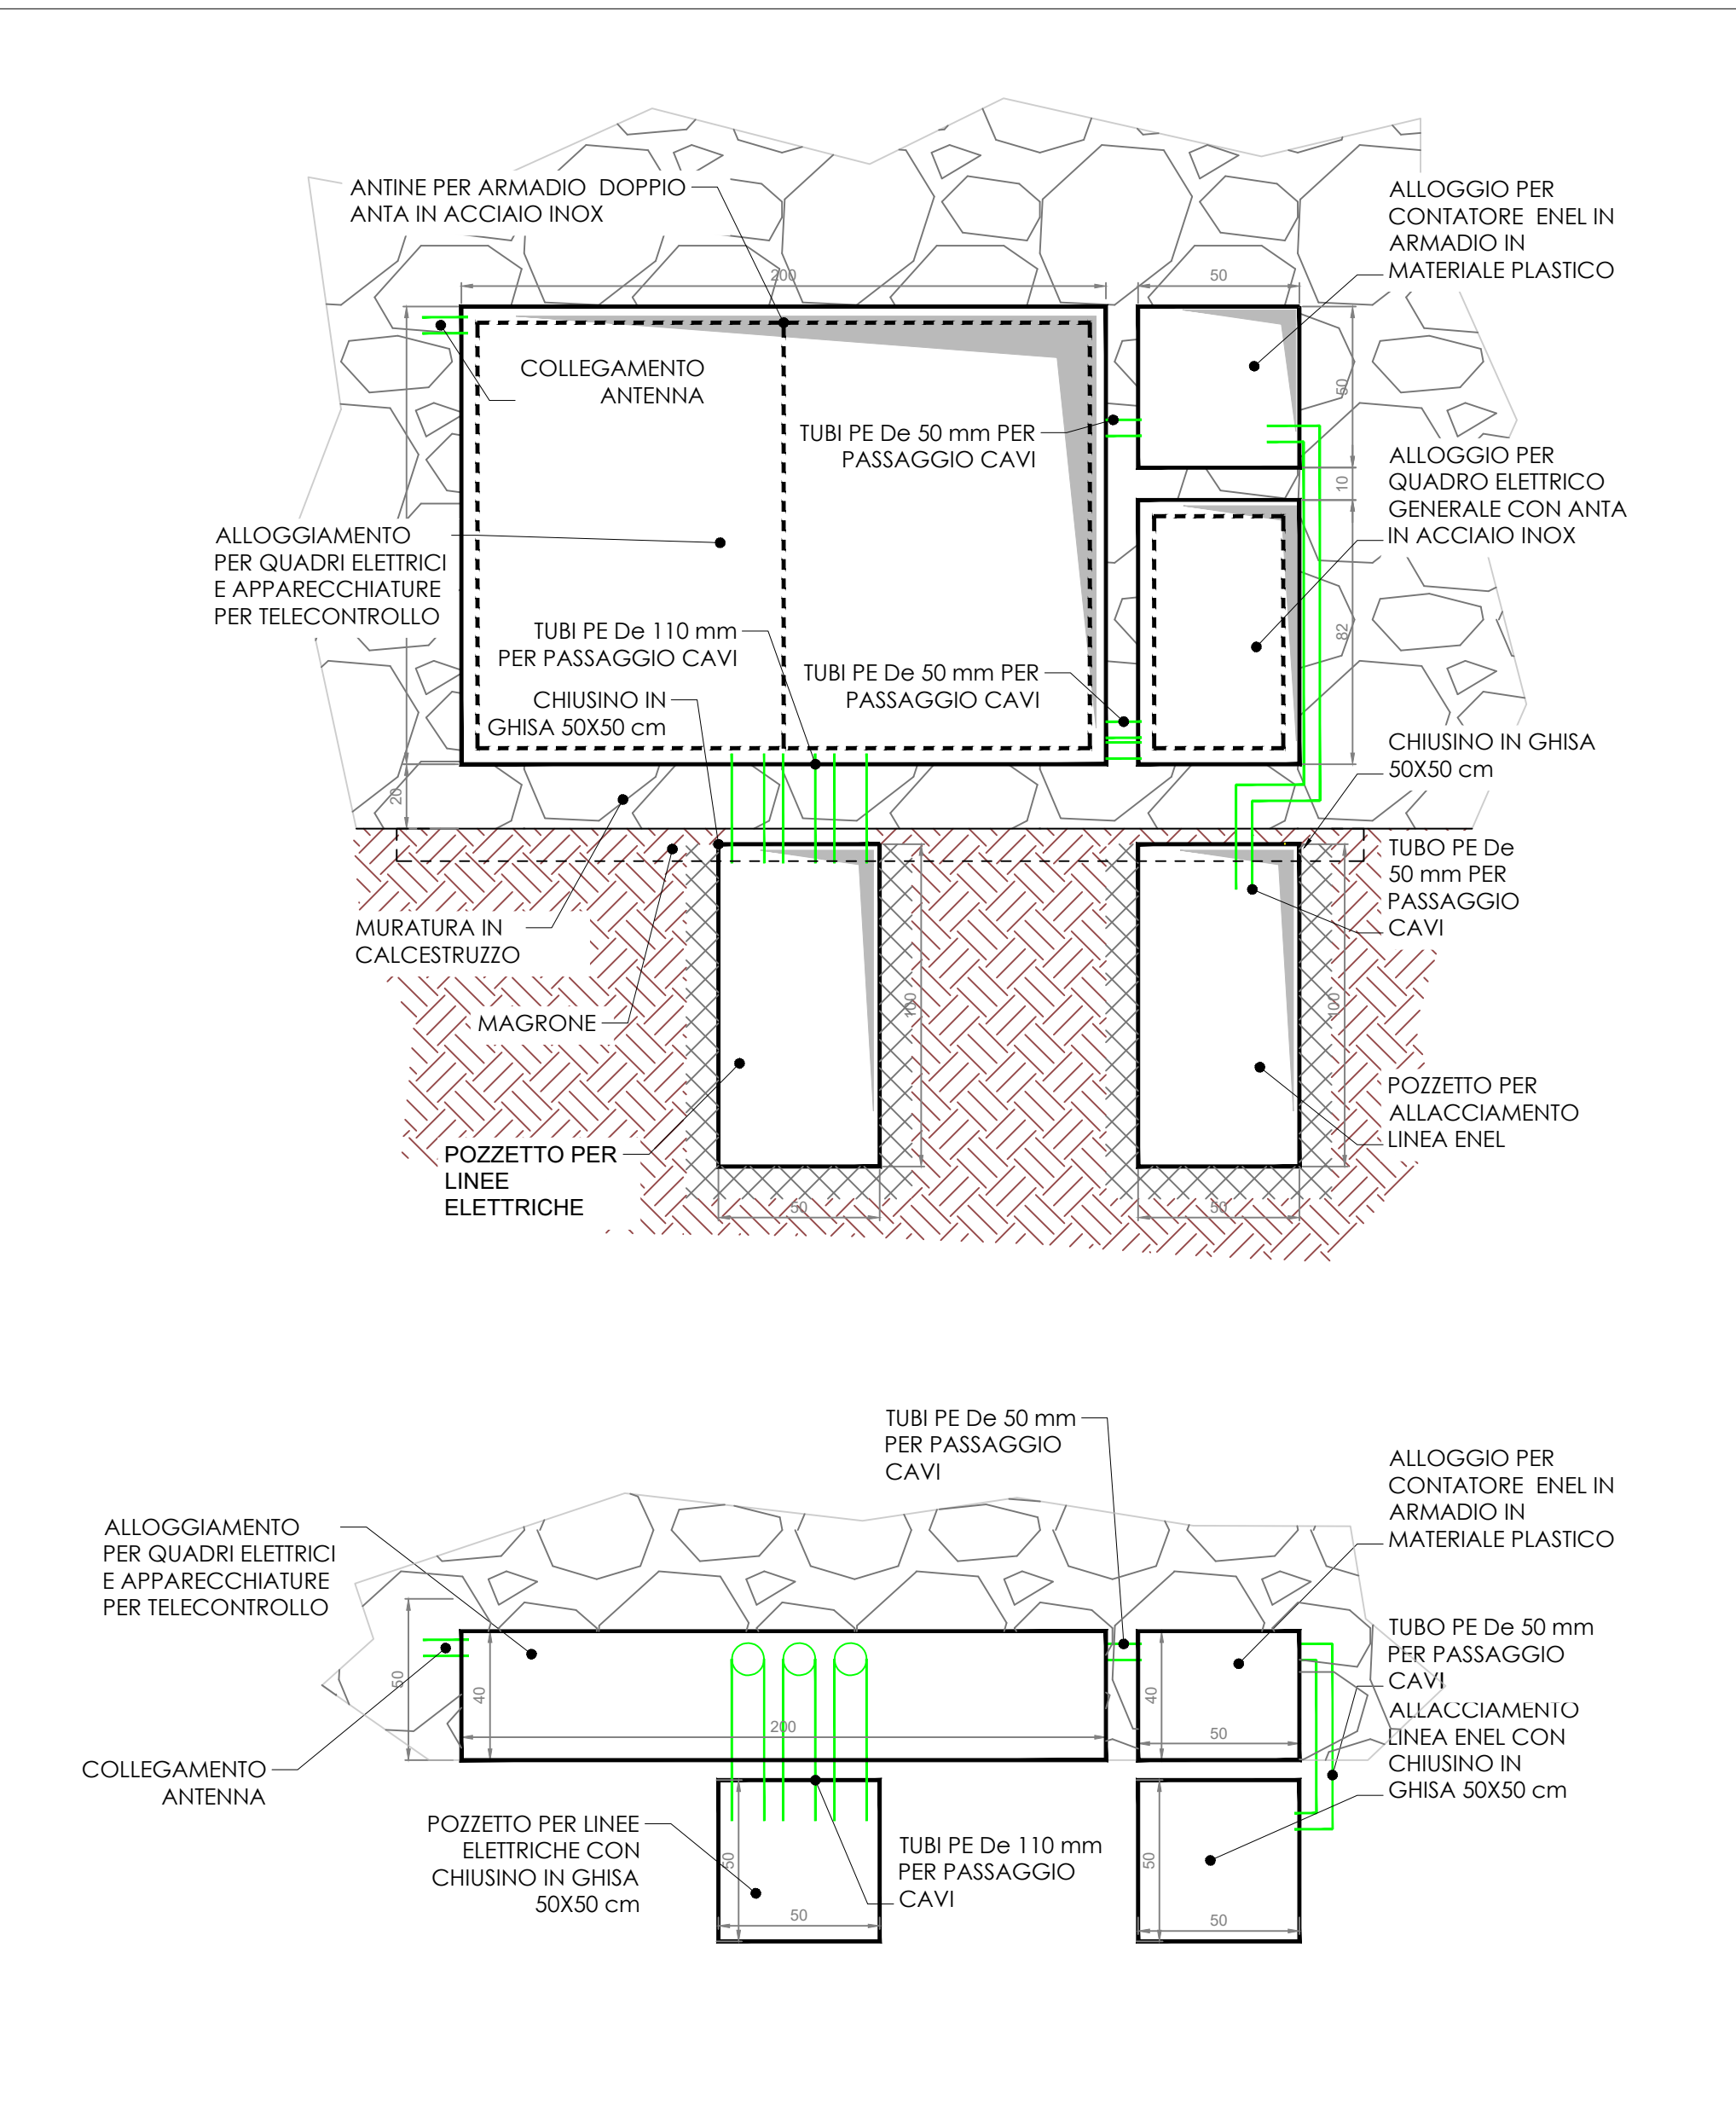 ANTINE PER ARMADIO  DOPPIO
ANTA IN ACCIAIO INOX
ALLOGGIO PER
CONTATORE  ENEL IN
ARMADIO IN
MATERIALE PLASTICO
200
50
COLLEGAMENTO
ANTENNA
50
TUBI PE De 50 mm PER
PASSAGGIO CAVI
ALLOGGIO PER
QUADRO ELETTRICO
GENERALE CON ANTA
IN ACCIAIO INOX
10
ALLOGGIAMENTO
PER QUADRI ELETTRICI
E APPARECCHIATURE
PER TELECONTROLLO
TUBI PE De 110 mm
PER PASSAGGIO CAVI
82
TUBI PE De 50 mm PER
PASSAGGIO CAVI
CHIUSINO IN
GHISA 50X50 cm
CHIUSINO IN GHISA
50X50 cm
20
TUBO PE De
50 mm PER
PASSAGGIO
CAVI
MURATURA IN
CALCESTRUZZO
100
100
MAGRONE
POZZETTO PER
ALLACCIAMENTO
LINEA ENEL
POZZETTO PER
LINEE
ELETTRICHE
50
50
TUBI PE De 50 mm
PER PASSAGGIO
CAVI
ALLOGGIO PER
CONTATORE  ENEL IN
ARMADIO IN
MATERIALE PLASTICO
ALLOGGIAMENTO
PER QUADRI ELETTRICI
E APPARECCHIATURE
PER TELECONTROLLO
TUBO PE De 50 mm
PER PASSAGGIO
CAVI
50
40
200
40
50
ALLACCIAMENTO
LINEA ENEL CON
CHIUSINO IN
GHISA 50X50 cm
COLLEGAMENTO
ANTENNA
POZZETTO PER LINEE
ELETTRICHE CON
CHIUSINO IN GHISA
50X50 cm
50
50
TUBI PE De 110 mm
PER PASSAGGIO
CAVI
50
50